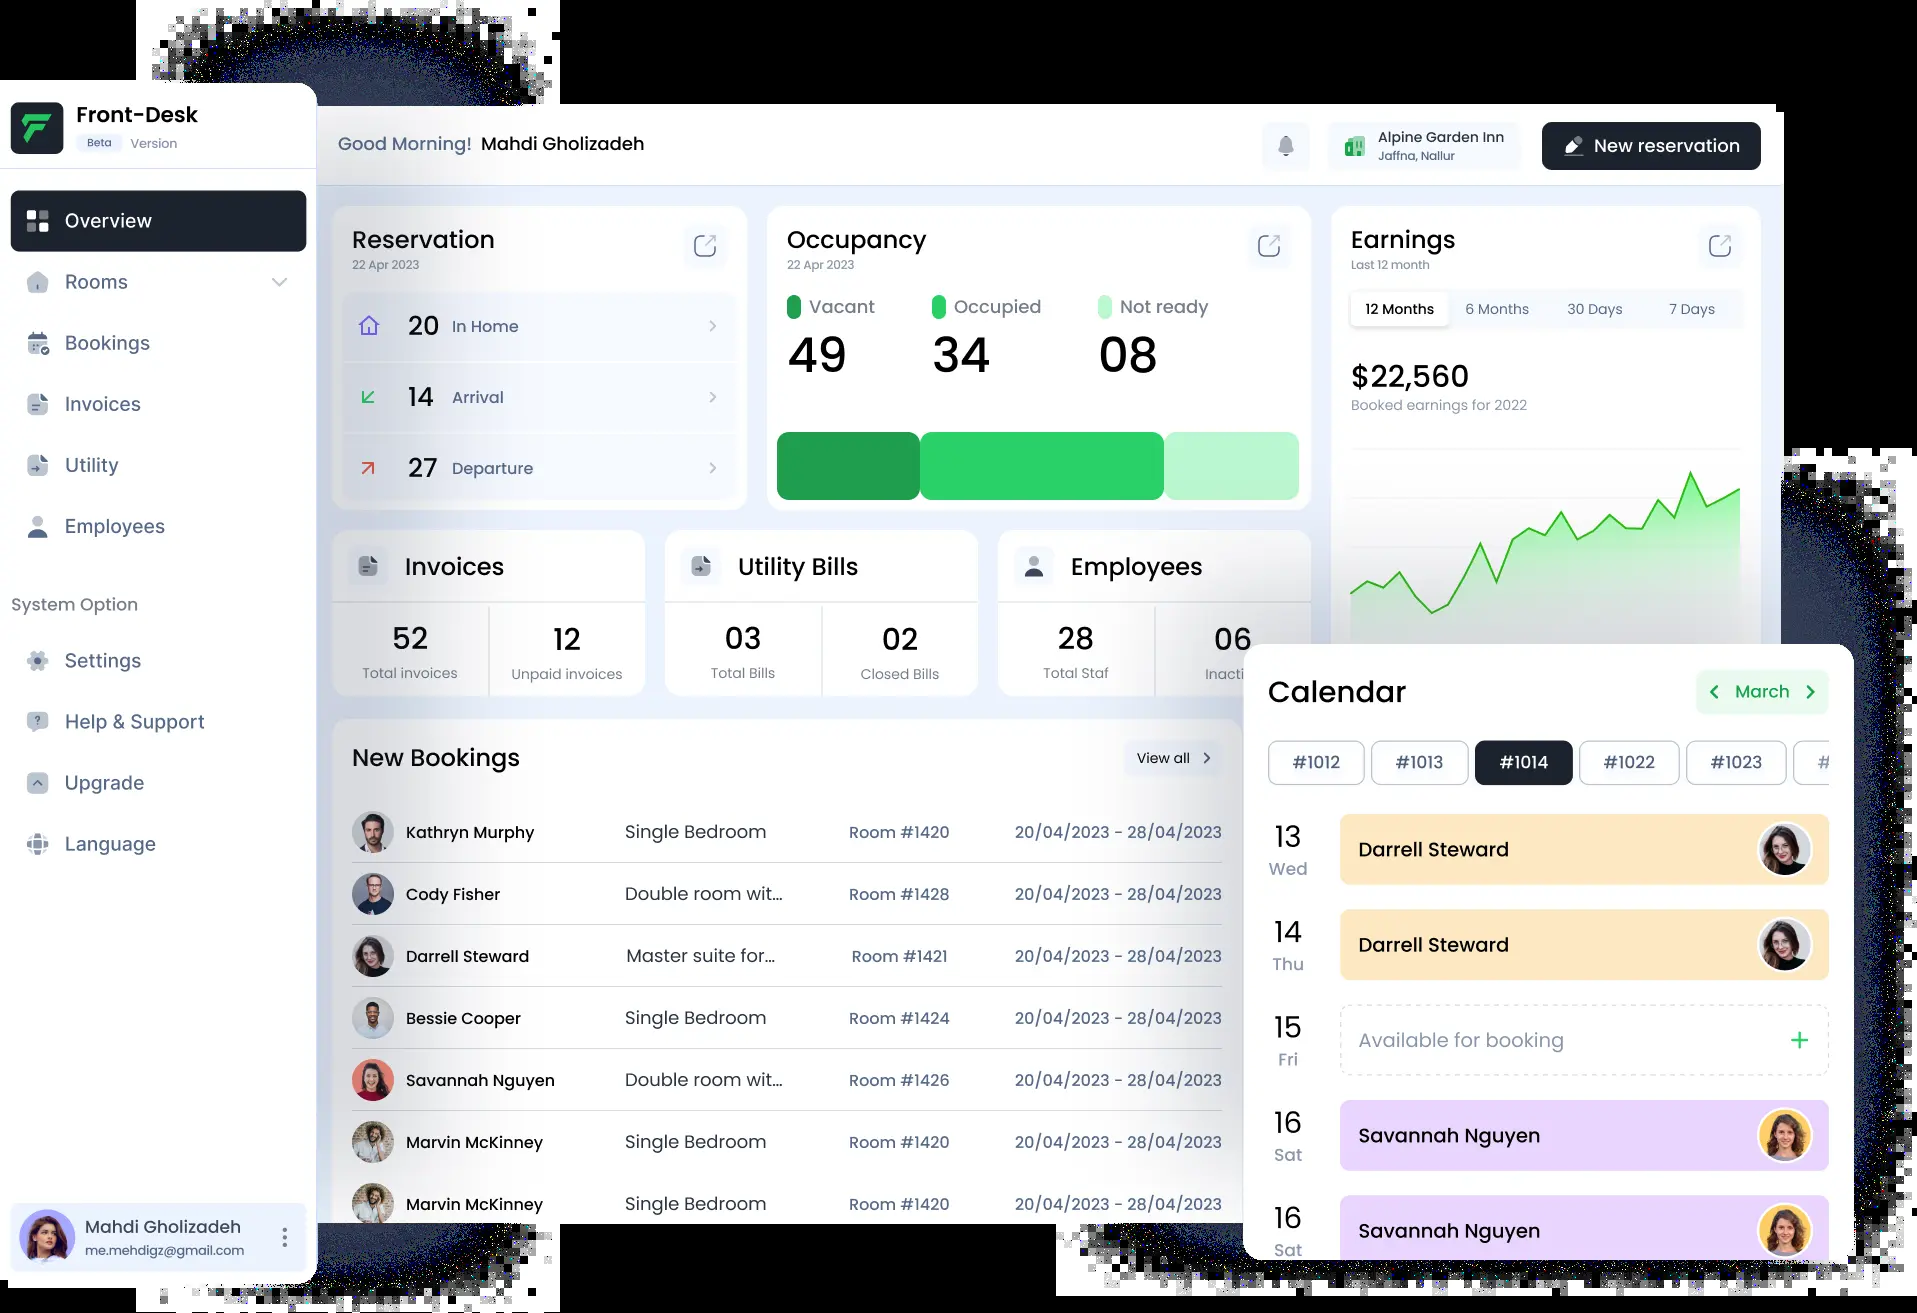 Front-Desk
Beta Version
Overview
Rooms
Bookings
Invoices
Utility
Employees
System Option
Settings
Help & Support
Upgrade
Language
Mahdi Gholizadeh
me.mehdigz@gmail.com
Good Morning! Mahdi Gholizadeh
Alpine Garden Inn
Jaffna, Nallur
New reservation
Reservation
22 Apr 2023
20 In Home
14 Arrival
27 Departure
Occupancy
22 Apr 2023
Vacant Occupied Not ready
49 34 08
Earnings
Last 12 month
12 Months 6 Months 30 Days 7 Days
$22,560
Booked earnings for 2022
Invoices
52 12
Total invoices Unpaid invoices
Utility Bills
03 02
Total Bills Closed Bills
Employees
28 06
Total Staf Inacti
New Bookings View all
Kathryn Murphy Single Bedroom Room #1420 20/04/2023 - 28/04/2023
Cody Fisher Double room wit... Room #1428 20/04/2023 - 28/04/2023
Darrell Steward Master suite for... Room #1421 20/04/2023 - 28/04/2023
Bessie Cooper Single Bedroom Room #1424 20/04/2023 - 28/04/2023
Savannah Nguyen Double room wit... Room #1426 20/04/2023 - 28/04/2023
Marvin McKinney Single Bedroom Room #1420 20/04/2023 - 28/04/2023
Marvin McKinney Single Bedroom Room #1420 20/04/2023 - 28/04/2023
Calendar March
#1012 #1013 #1014 #1022 #1023 #
13
Wed
Darrell Steward
14
Thu
Darrell Steward
15
Fri
Available for booking
16
Sat
Savannah Nguyen
16
Sat
Savannah Nguyen